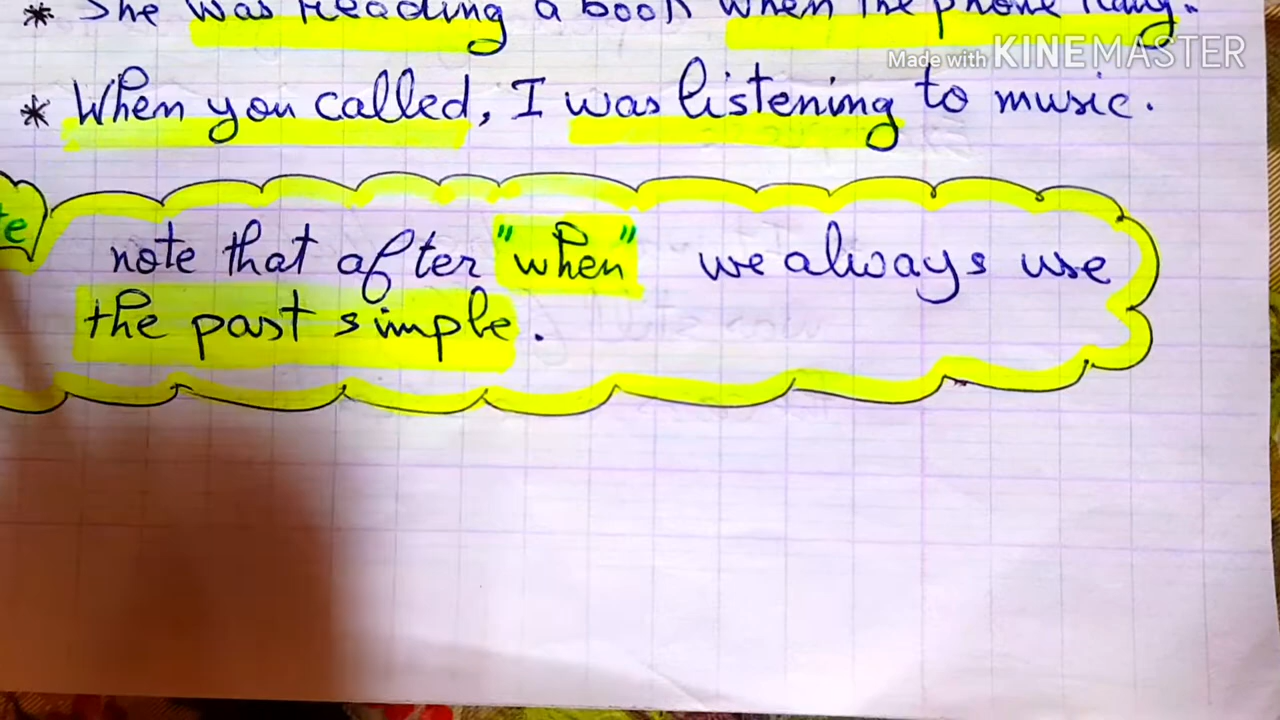 * She was reading a book when the phone rang.
Made with KINEMASTER
* When you called, I was listening to music.
te
note that after "when" we always use
the past simple.